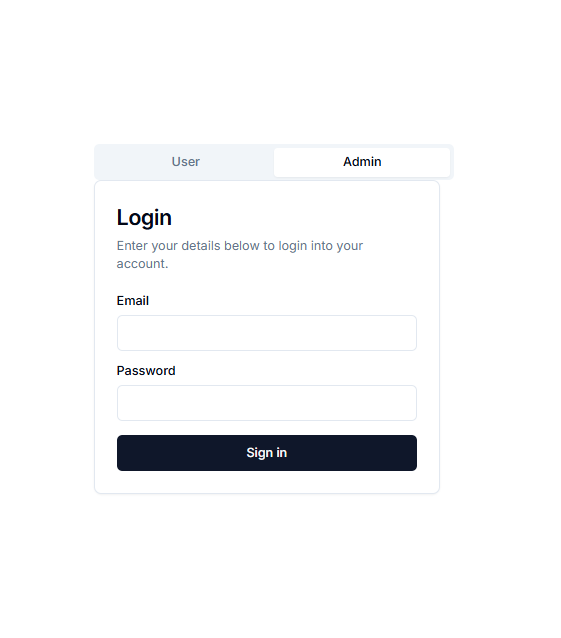 User
Admin
Login
Enter your details below to login into your
account.
Email
Password
Sign in